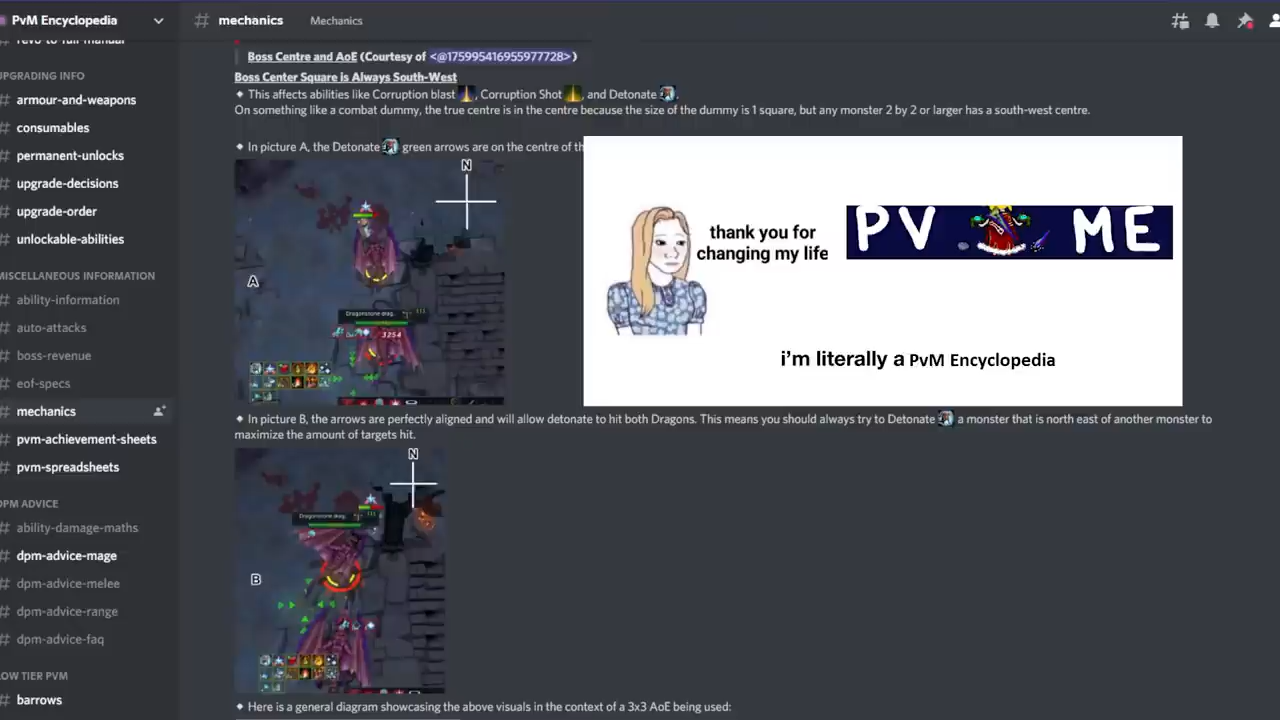 PvM Encyclopedia
# mechanics
Mechanics
revo-to-full-manual
UPGRADING INFO
# armour-and-weapons
# consumables
# permanent-unlocks
# upgrade-decisions
# upgrade-order
# unlockable-abilities
MISCELLANEOUS INFORMATION
# ability-information
# auto-attacks
# boss-revenue
# eof-specs
# mechanics
# pvm-achievement-sheets
# pvm-spreadsheets
DPM ADVICE
# ability-damage-maths
# dpm-advice-mage
# dpm-advice-melee
# dpm-advice-range
# dpm-advice-faq
LOW TIER PVM
# barrows
Boss Centre and AoE (Courtesy of <@175995416955977728>)
Boss Center Square is Always South-West
This affects abilities like Corruption blast, Corruption Shot, and Detonate.
On something like a combat dummy, the true centre is in the centre because the size of the dummy is 1 square, but any monster 2 by 2 or larger has a south-west centre.
In picture A, the Detonate green arrows are on the centre of th
N
A
Dragonstone drag..
3254
thank you for
changing my life
PV ME
i'm literally a PvM Encyclopedia
In picture B, the arrows are perfectly aligned and will allow detonate to hit both Dragons. This means you should always try to Detonate a monster that is north east of another monster to
maximize the amount of targets hit.
N
Dragonstone drag..
B
Here is a general diagram showcasing the above visuals in the context of a 3x3 AoE being used: